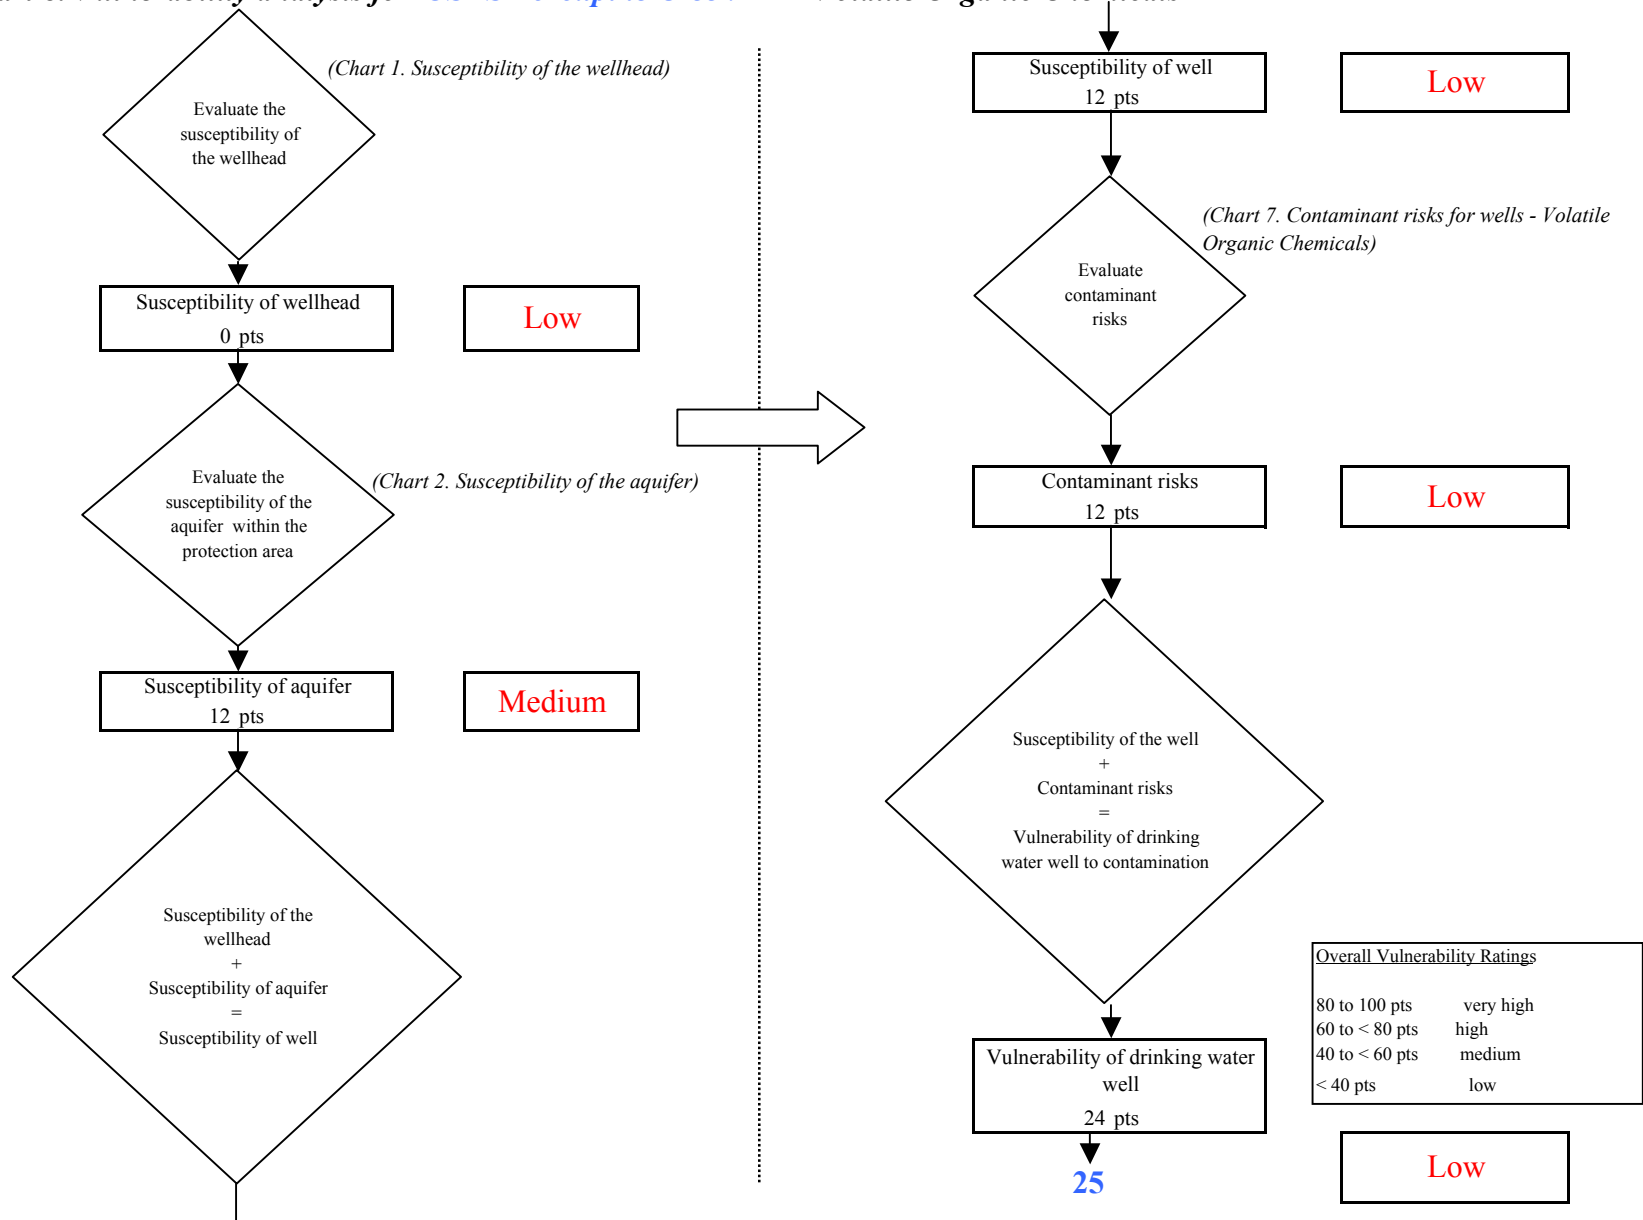 (Chart 1. Susceptibility of the wellhead)
Evaluate the
susceptibility of
the wellhead
Susceptibility of wellhead
0 pts
Low
Evaluate the
susceptibility of the
aquifer within the
protection area
(Chart 2. Susceptibility of the aquifer)
Susceptibility of aquifer
12 pts
Medium
Susceptibility of the
wellhead
+
Susceptibility of aquifer
=
Susceptibility of well
Susceptibility of well
12 pts
Low
(Chart 7. Contaminant risks for wells - Volatile
Organic Chemicals)
Evaluate
contaminant
risks
Contaminant risks
12 pts
Low
Susceptibility of the well
+
Contaminant risks
=
Vulnerability of drinking
water well to contamination
Overall Vulnerability Ratings
80 to 100 pts very high
60 to < 80 pts high
40 to < 60 pts medium
< 40 pts low
Vulnerability of drinking water
well
24 pts
25
Low